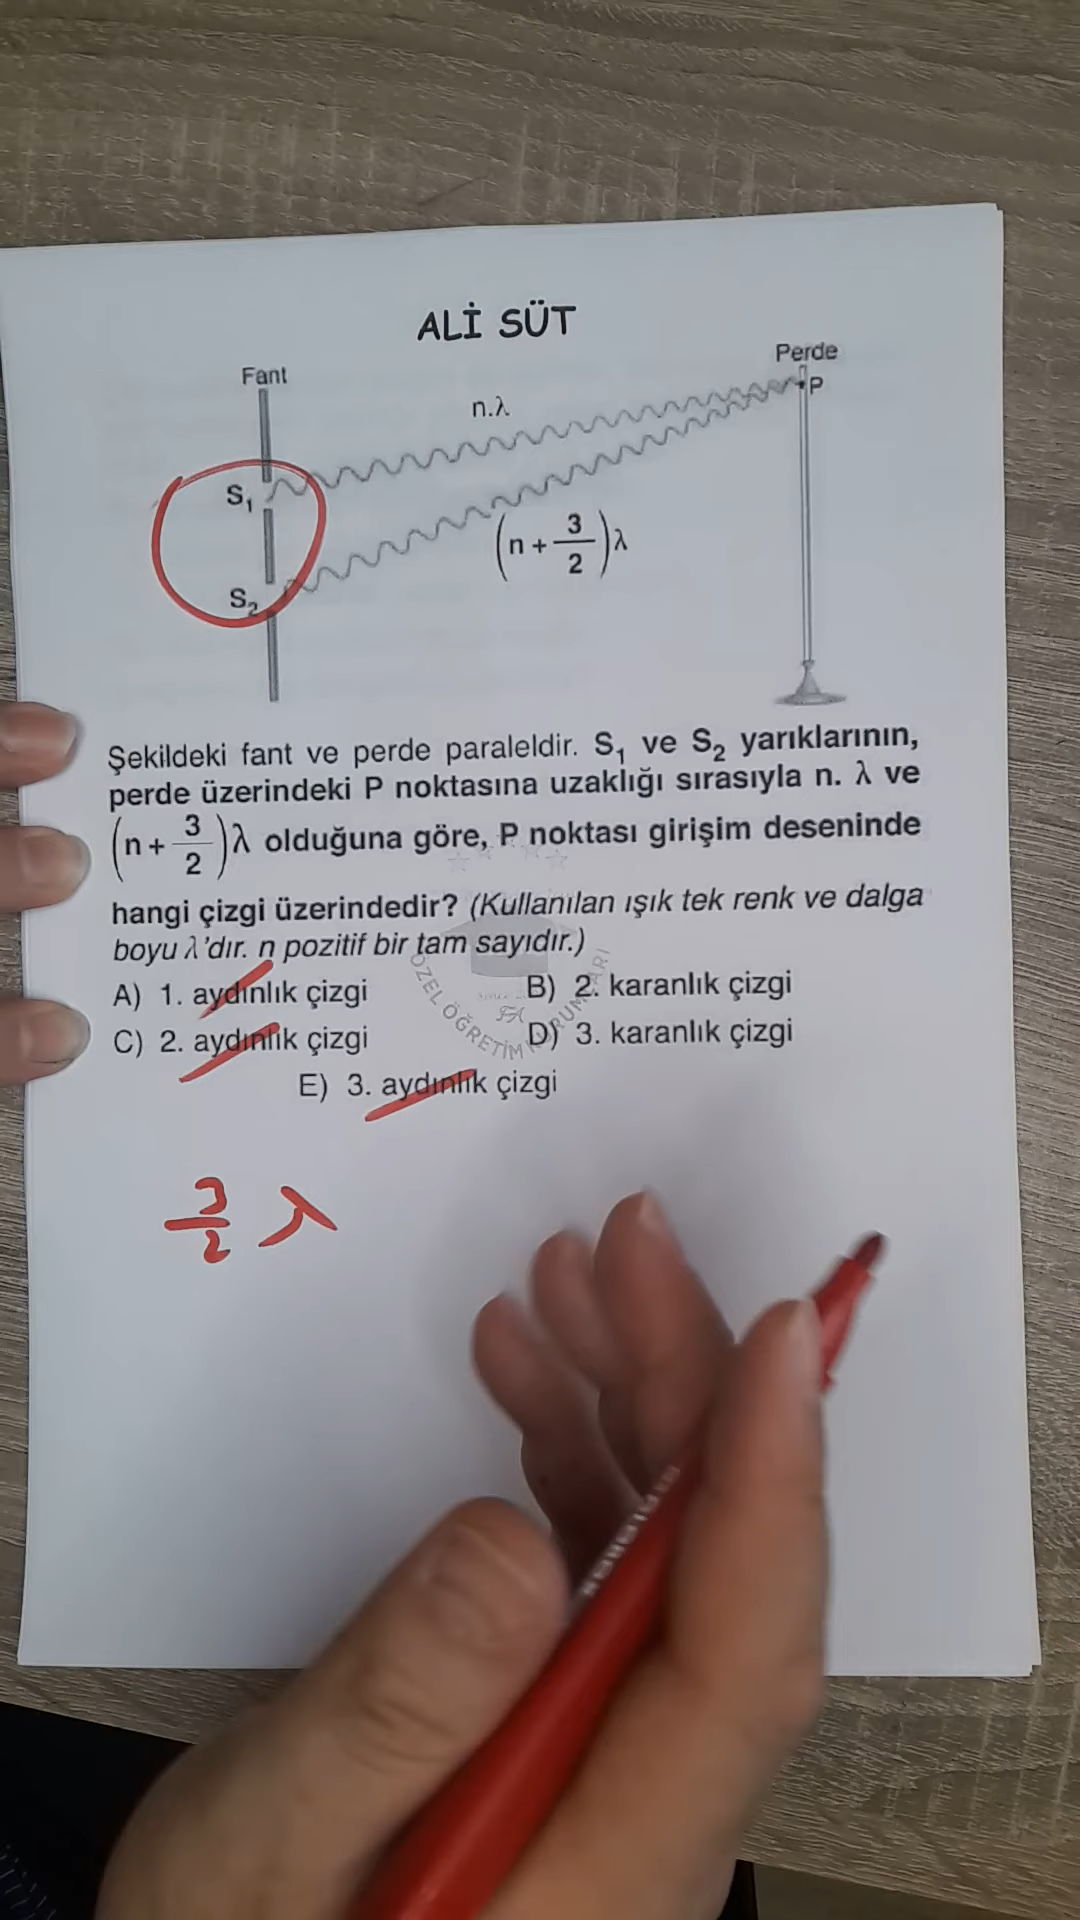 ALİ SÜT
Fant
Perde
n.λ
P
S₁
(n + 3/2)λ
S₂
Şekildeki fant ve perde paraleldir. S₁ ve S₂ yarıklarının,
perde üzerindeki P noktasına uzaklığı sırasıyla n. λ ve
(n + 3/2)λ olduğuna göre, P noktası girişim deseninde
hangi çizgi üzerindedir? (Kullanılan ışık tek renk ve dalga
boyu λ'dır. n pozitif bir tam sayıdır.)
A) 1. aydınlık çizgi
B) 2. karanlık çizgi
C) 2. aydınlık çizgi
D) 3. karanlık çizgi
E) 3. aydınlık çizgi
ÖZEL ÖĞRETİM KURUMLARI
3/2 λ